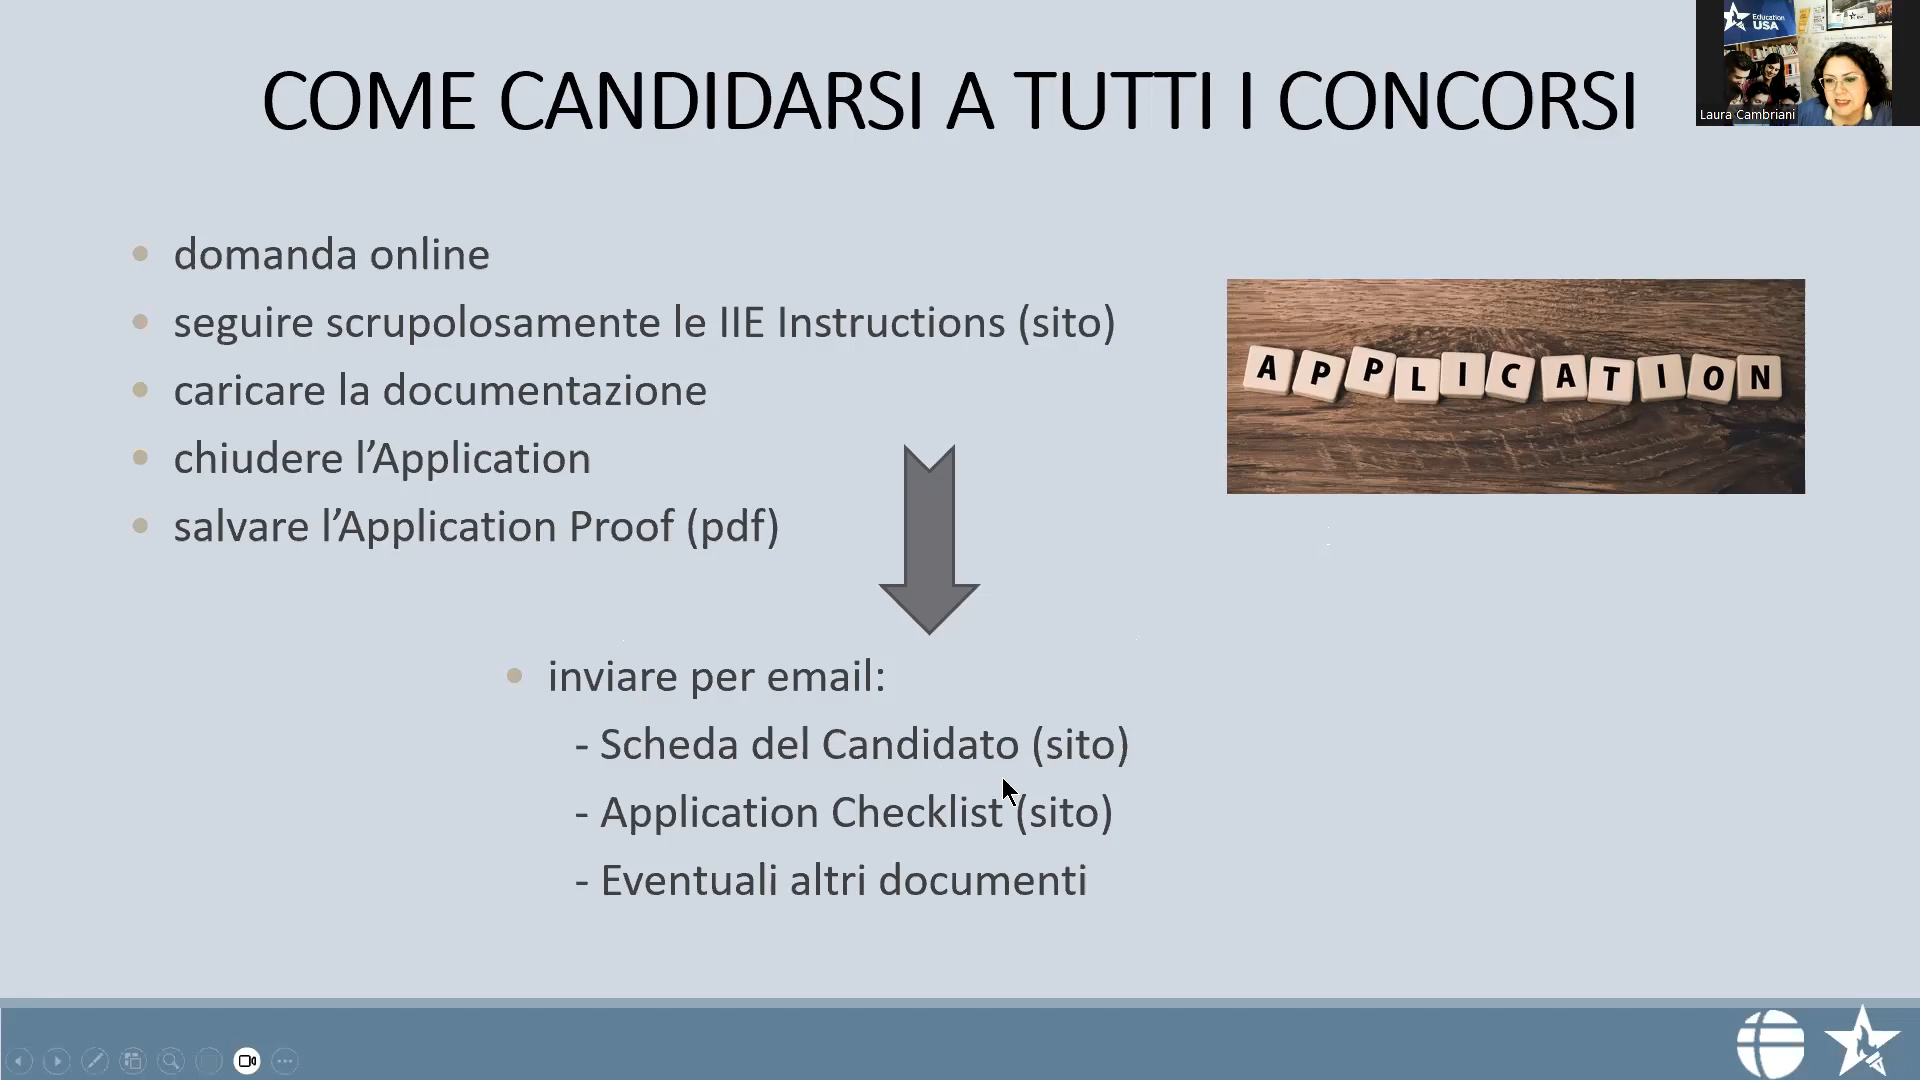 COME CANDIDARSI A TUTTI I CONCORSI
Education
USA
Laura Cambriani
• domanda online
• seguire scrupolosamente le IIE Instructions (sito)
• caricare la documentazione
• chiudere l’Application
• salvare l’Application Proof (pdf)
APPLICATION
• inviare per email:
- Scheda del Candidato (sito)
- Application Checklist (sito)
- Eventuali altri documenti